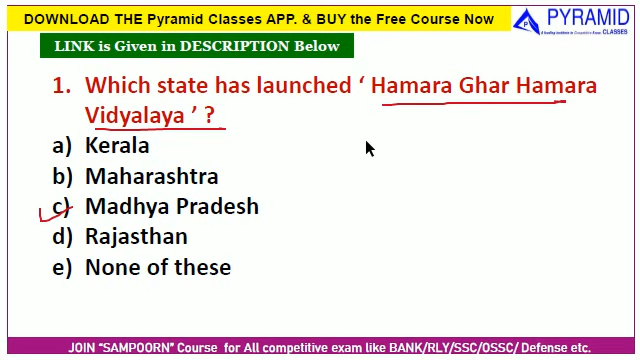 DOWNLOAD THE Pyramid Classes APP. & BUY the Free Course Now
PYRAMID
CLASSES
LINK is Given in DESCRIPTION Below
1. Which state has launched ‘ Hamara Ghar Hamara
Vidyalaya ’ ?
a) Kerala
b) Maharashtra
c) Madhya Pradesh
d) Rajasthan
e) None of these
JOIN “SAMPOORN” Course for All competitive exam like BANK/RLY/SSC/OSSC/ Defense etc.